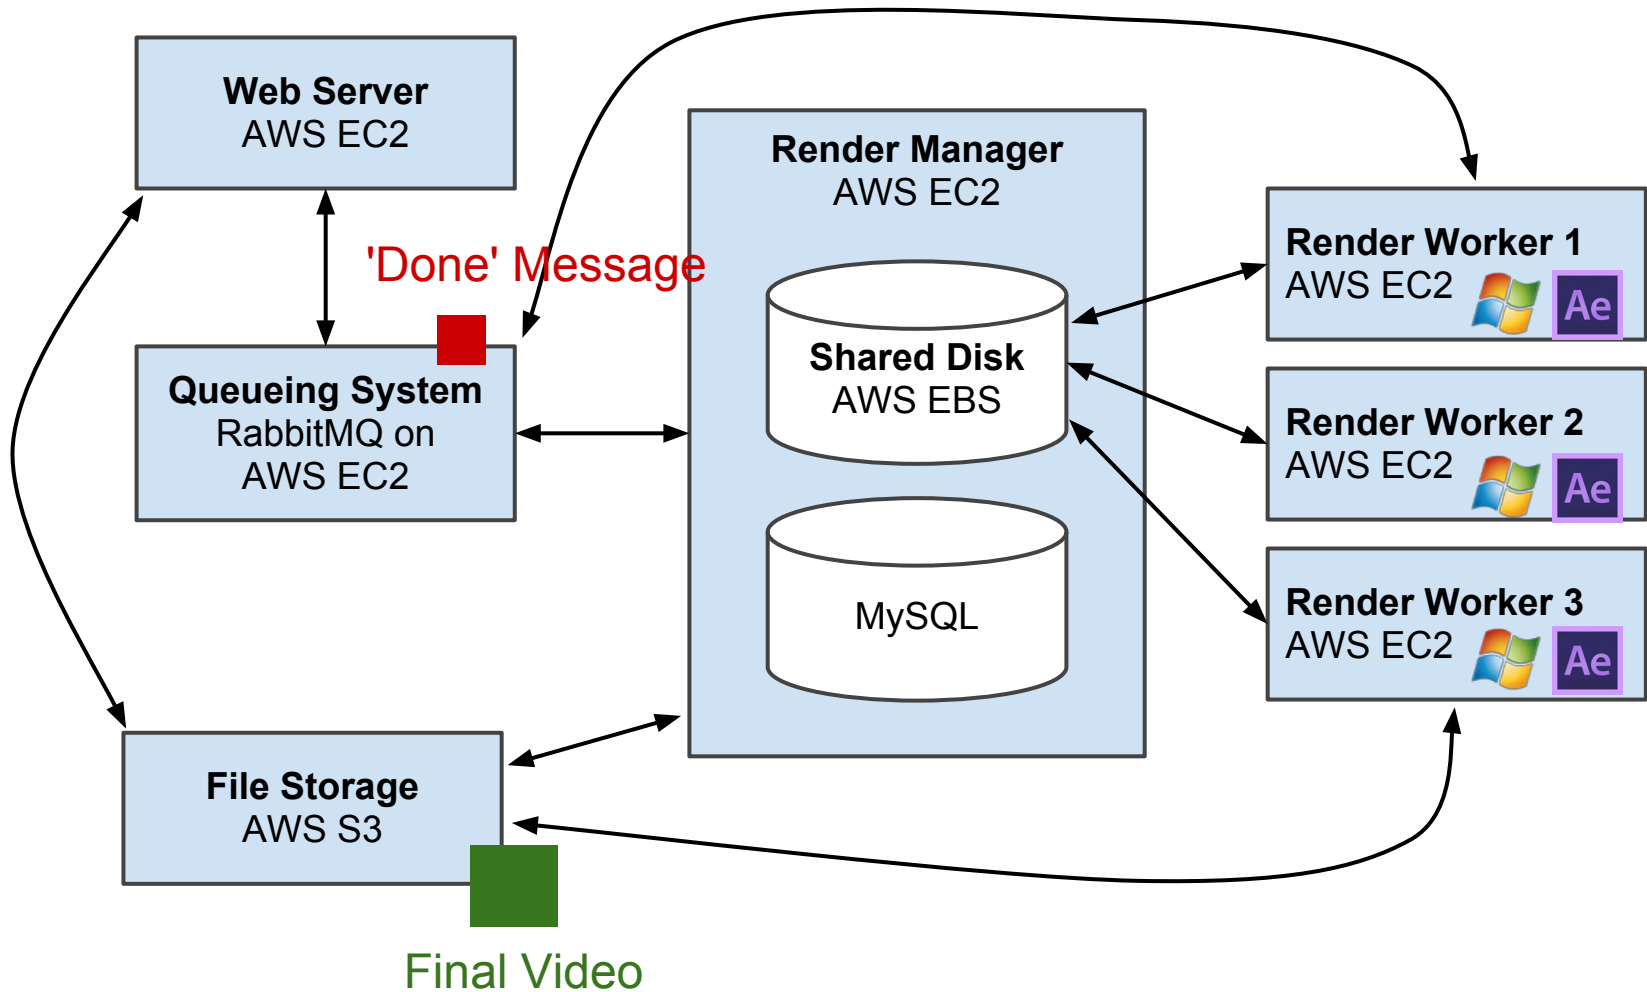 Web Server
AWS EC2
'Done' Message
Queueing System
RabbitMQ on
AWS EC2
File Storage
AWS S3
Final Video
Render Manager
AWS EC2
Shared Disk
AWS EBS
MySQL
Render Worker 1
AWS EC2
Ae
Render Worker 2
AWS EC2
Ae
Render Worker 3
AWS EC2
Ae